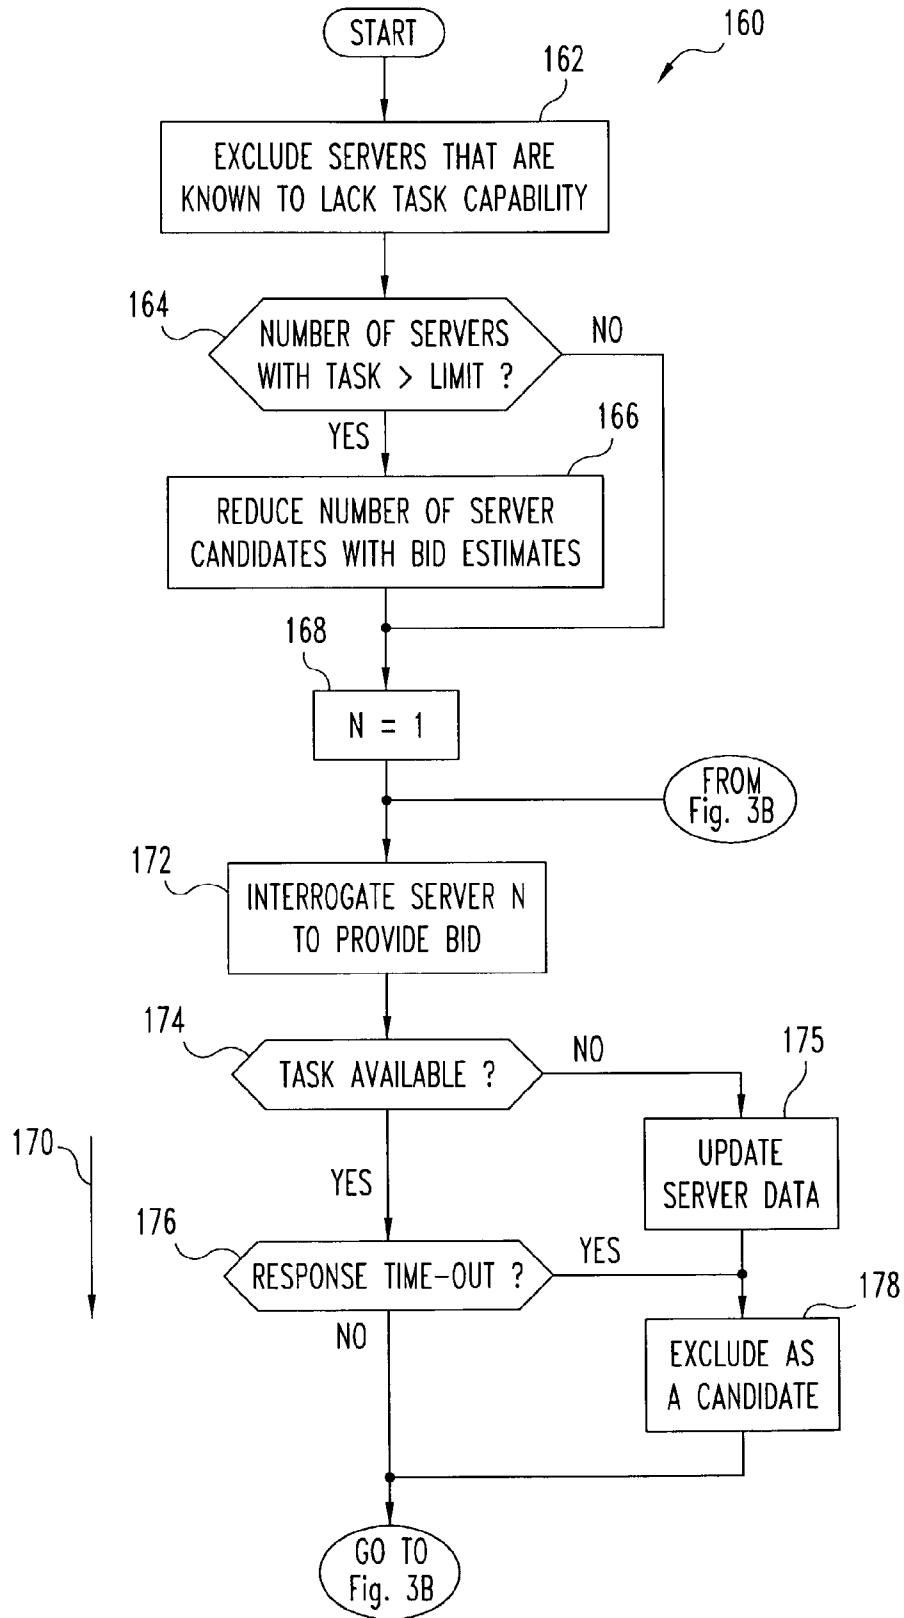 START
160
162
EXCLUDE SERVERS THAT ARE
KNOWN TO LACK TASK CAPABILITY
164
NUMBER OF SERVERS
WITH TASK > LIMIT ?
NO
YES
166
REDUCE NUMBER OF SERVER
CANDIDATES WITH BID ESTIMATES
168
N = 1
FROM
Fig. 3B
172
INTERROGATE SERVER N
TO PROVIDE BID
174
TASK AVAILABLE ?
NO
175
UPDATE
SERVER DATA
170
YES
176
RESPONSE TIME-OUT ?
YES
NO
178
EXCLUDE AS
A CANDIDATE
GO TO
Fig. 3B